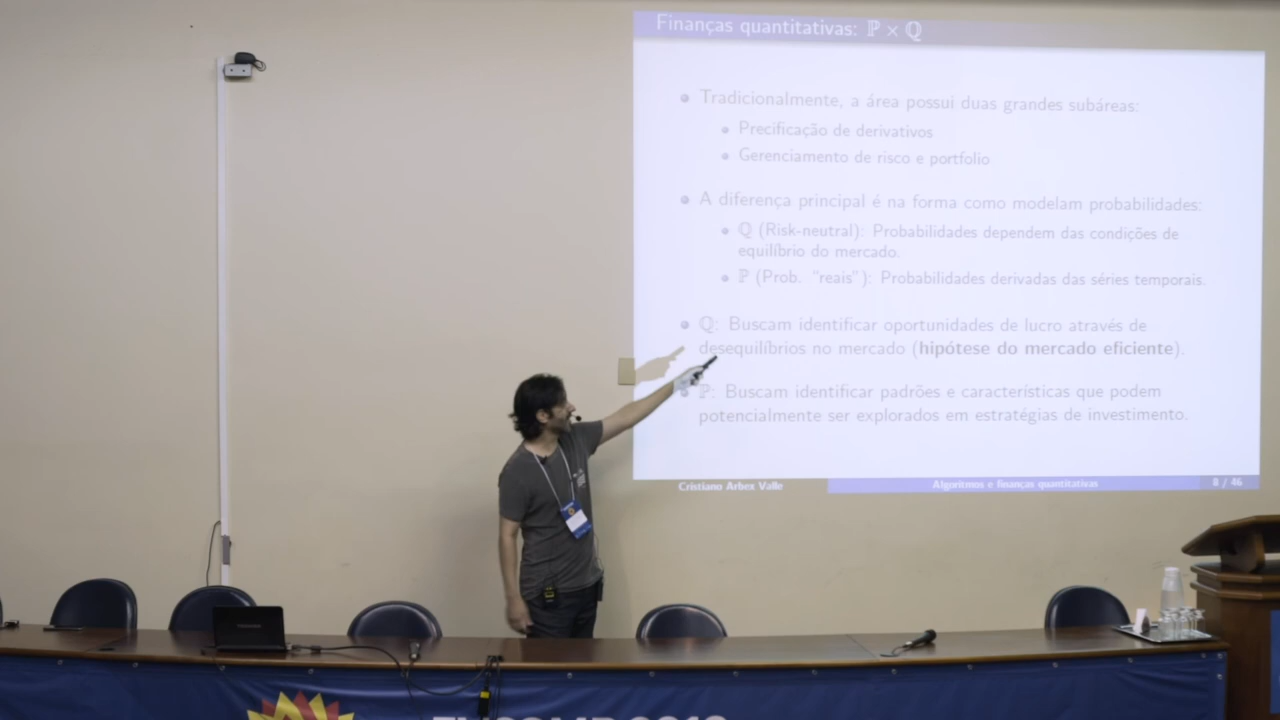 Finanças quantitativas: ℙ × ℚ
Tradicionalmente, a área possui duas grandes subáreas:
Precificação de derivativos
Gerenciamento de risco e portfolio
A diferença principal é na forma como modelam probabilidades:
ℚ (Risk-neutral): Probabilidades dependem das condições de
equilíbrio do mercado.
ℙ (Prob. "reais"): Probabilidades derivadas das séries temporais.
ℚ: Buscam identificar oportunidades de lucro através de
desequilíbrios no mercado (hipótese do mercado eficiente).
ℙ: Buscam identificar padrões e características que podem
potencialmente ser explorados em estratégias de investimento.
Cristiano Arbex Valle
Algoritmos e finanças quantitativas
8 / 46